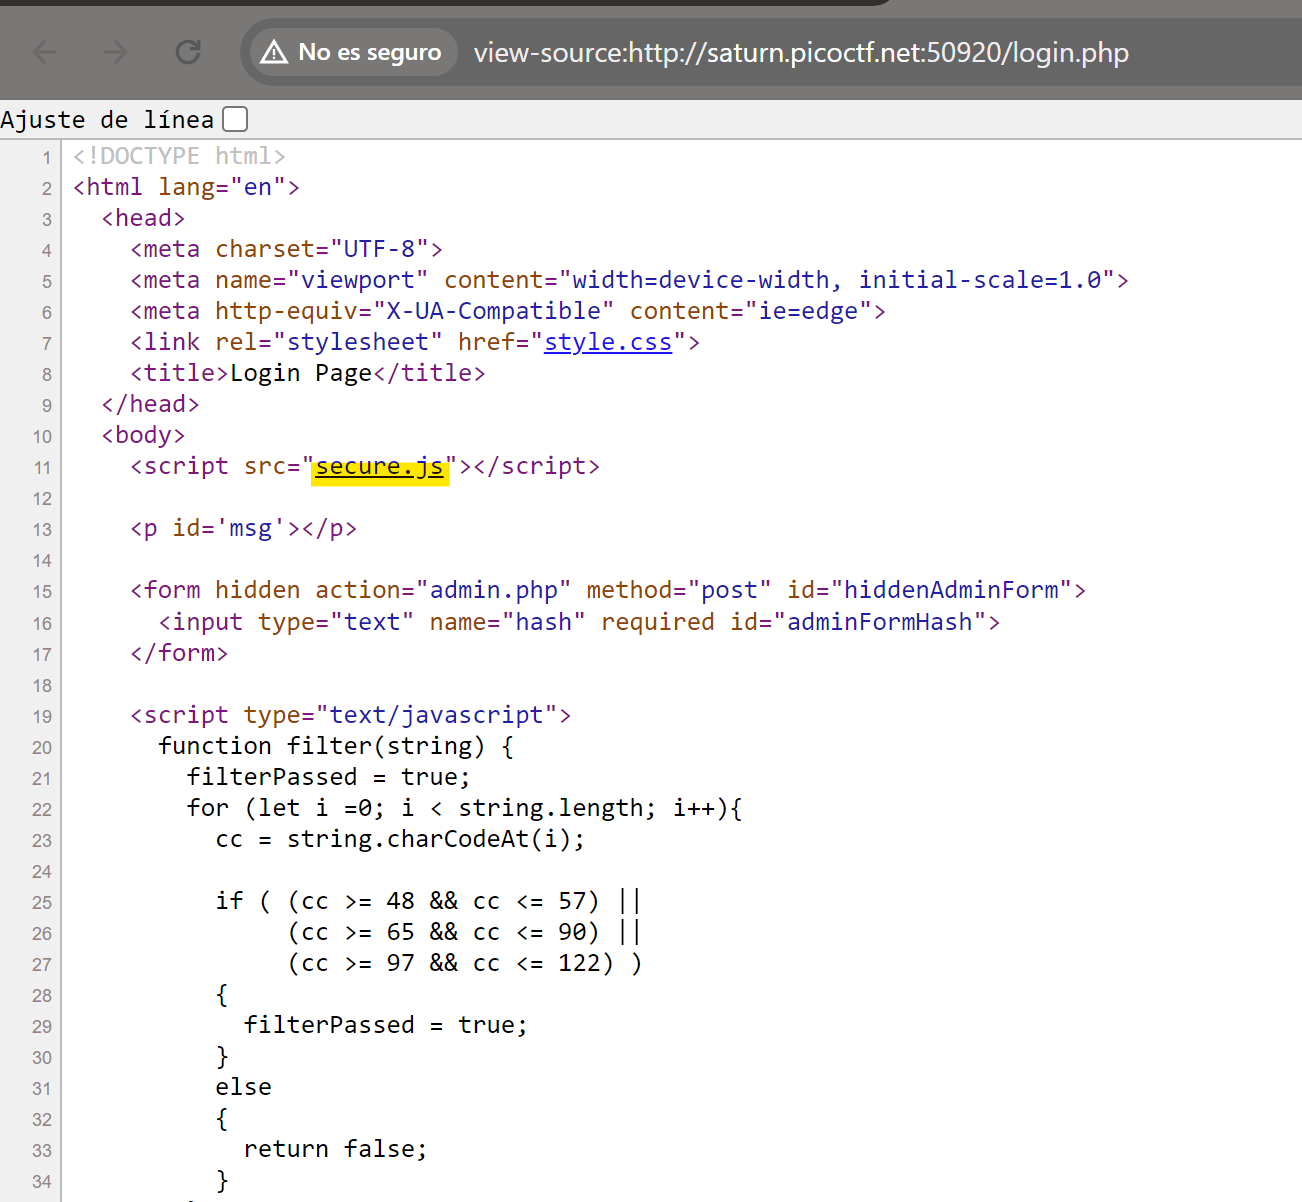 No es seguro view-source:http://saturn.picoctf.net:50920/login.php
Ajuste de línea
1 <!DOCTYPE html>
2 <html lang="en">
3 <head>
4 <meta charset="UTF-8">
5 <meta name="viewport" content="width=device-width, initial-scale=1.0">
6 <meta http-equiv="X-UA-Compatible" content="ie=edge">
7 <link rel="stylesheet" href="style.css">
8 <title>Login Page</title>
9 </head>
10 <body>
11 <script src="secure.js"></script>
12
13 <p id='msg'></p>
14
15 <form hidden action="admin.php" method="post" id="hiddenAdminForm">
16 <input type="text" name="hash" required id="adminFormHash">
17 </form>
18
19 <script type="text/javascript">
20 function filter(string) {
21 filterPassed = true;
22 for (let i =0; i < string.length; i++){
23 cc = string.charCodeAt(i);
24
25 if ( (cc >= 48 && cc <= 57) ||
26 (cc >= 65 && cc <= 90) ||
27 (cc >= 97 && cc <= 122) )
28 {
29 filterPassed = true;
30 }
31 else
32 {
33 return false;
34 }